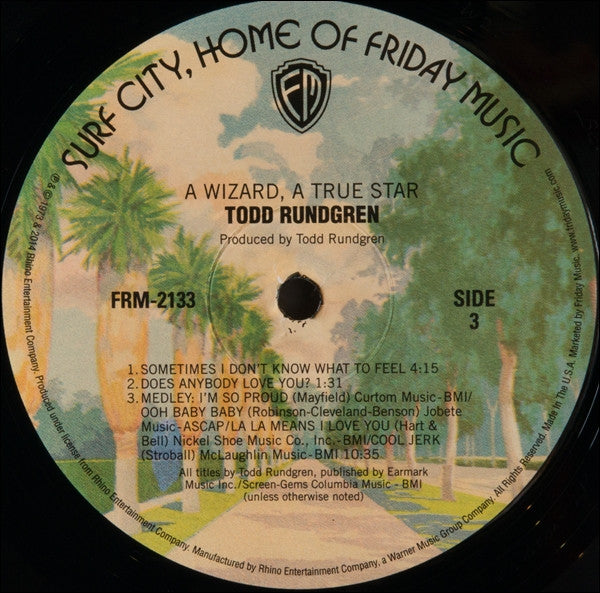 SURF CITY, HOME OF FRIDAY MUSIC
FM
A WIZARD, A TRUE STAR
TODD RUNDGREN
Produced by Todd Rundgren
FRM-2133
SIDE
3
1. SOMETIMES I DON'T KNOW WHAT TO FEEL 4:15
2. DOES ANYBODY LOVE YOU? 1:31
3. MEDLEY: I'M SO PROUD (Mayfield) Curtom Music-BMI/
OOH BABY BABY (Robinson-Cleveland-Benson) Jobete
Music-ASCAP/LA LA MEANS I LOVE YOU (Hart &
Bell) Nickel Shoe Music Co., Inc.-BMI/COOL JERK
(Stroball) McLaughlin Music-BMI 10:35
All titles by Todd Rundgren, published by Earmark
Music Inc./Screen-Gems Columbia Music - BMI
(unless otherwise noted)
℗ & © 1973 & 2014 Rhino Entertainment Company. Produced under license from Rhino Entertainment Company. Manufactured by Rhino Entertainment Company, a Warner Music Group Company. All Rights Reserved. Made In The U.S.A. Marketed by Friday Music. www.fridaymusic.com